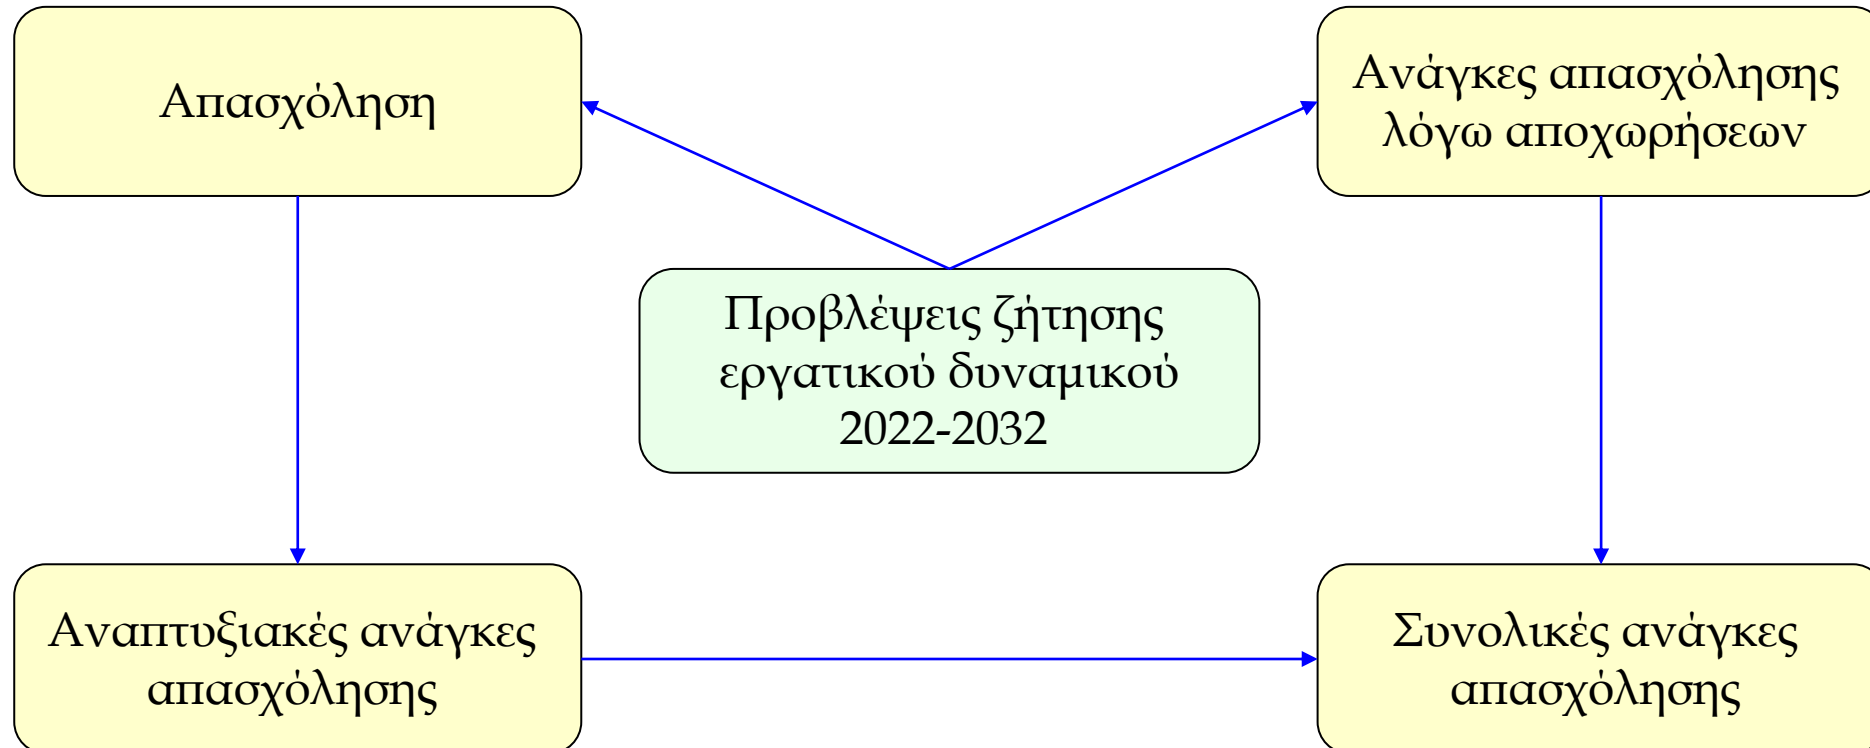 Απασχόληση
Ανάγκες απασχόλησης
λόγω αποχωρήσεων
Προβλέψεις ζήτησης
εργατικού δυναμικού
2022-2032
Αναπτυξιακές ανάγκες
απασχόλησης
Συνολικές ανάγκες
απασχόλησης